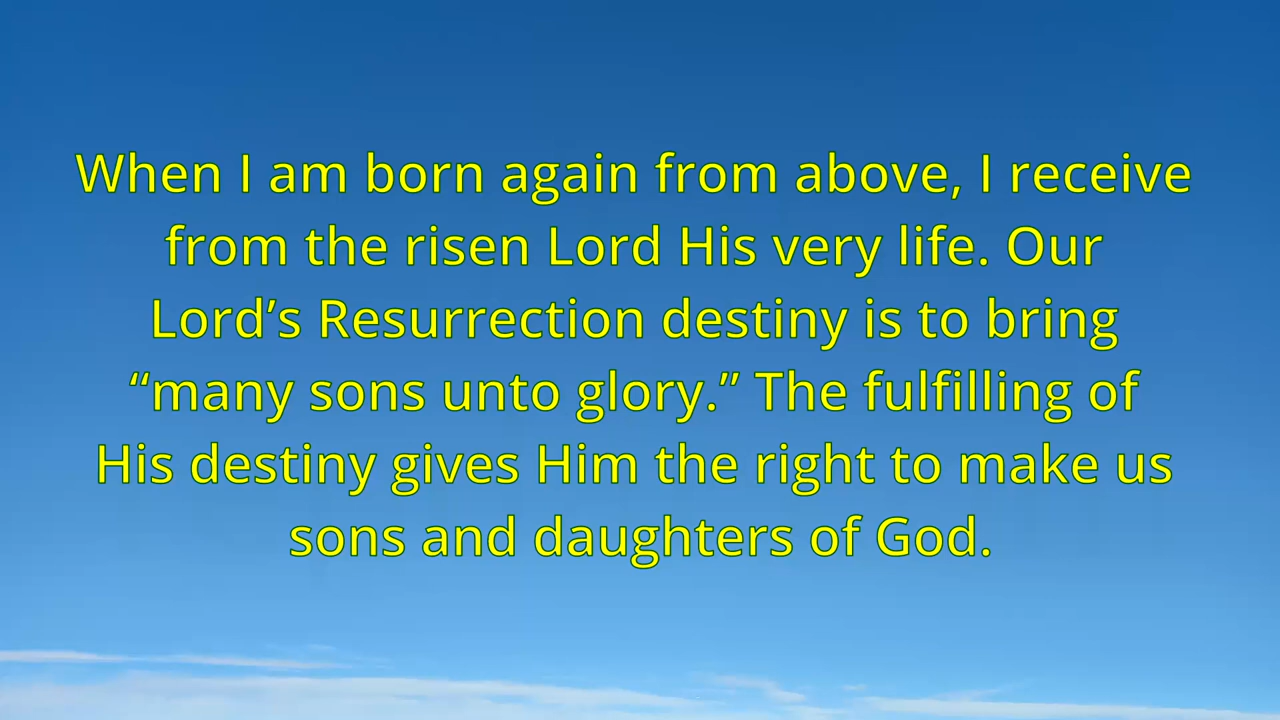 When I am born again from above, I receive
from the risen Lord His very life. Our
Lord’s Resurrection destiny is to bring
“many sons unto glory.” The fulfilling of
His destiny gives Him the right to make us
sons and daughters of God.